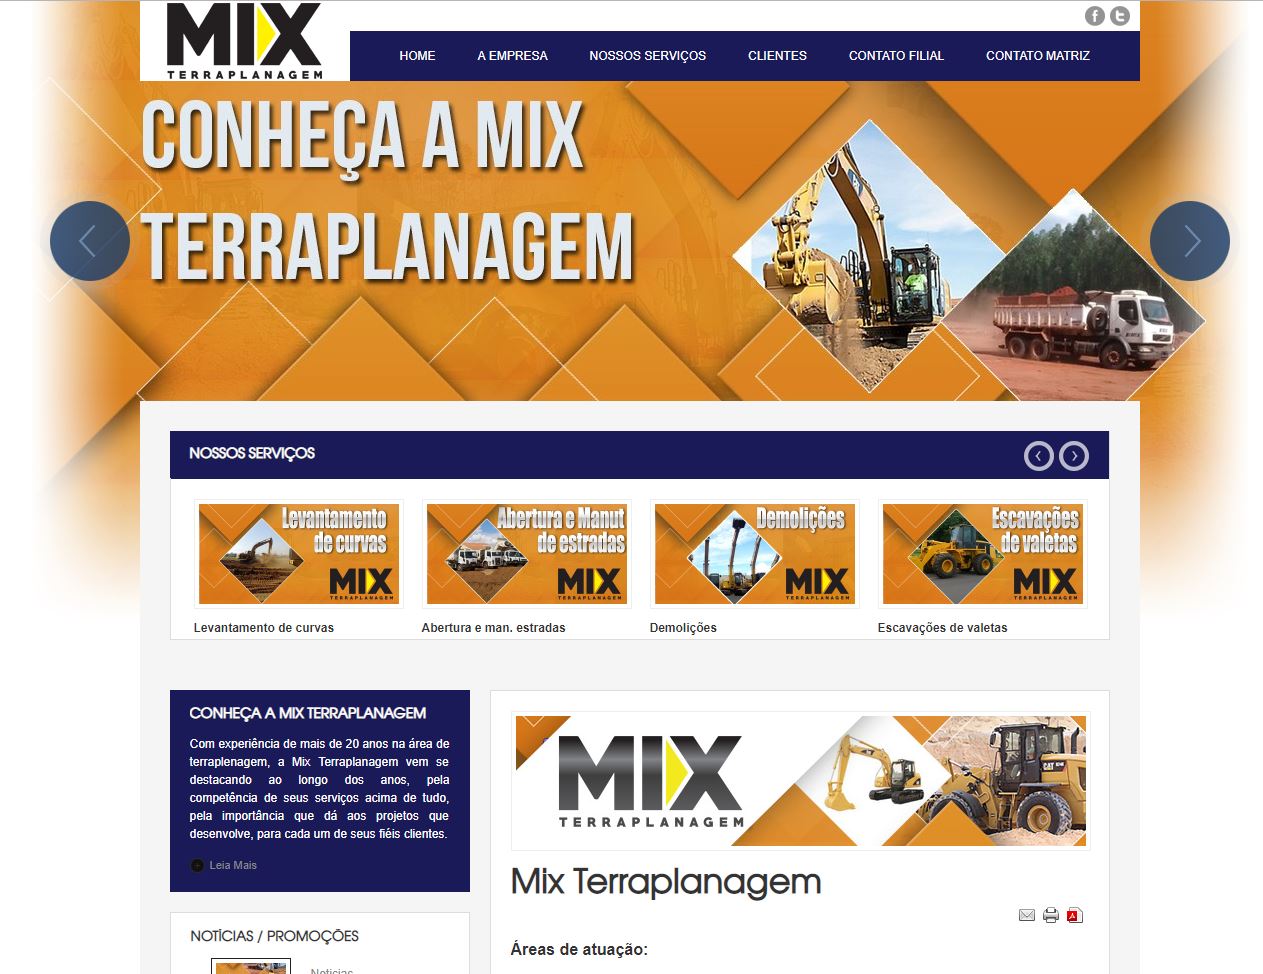 MIX
TERRAPLANAGEM
HOME A EMPRESA NOSSOS SERVIÇOS CLIENTES CONTATO FILIAL CONTATO MATRIZ
CONHEÇA A MIX
TERRAPLANAGEM
NOSSOS SERVIÇOS
Levantamento
de curvas
MIX
TERRAPLANAGEM
Levantamento de curvas
Abertura e Manut
de estradas
MIX
TERRAPLANAGEM
Abertura e man. estradas
Demolições
MIX
TERRAPLANAGEM
Demolições
Escavações
de valetas
MIX
TERRAPLANAGEM
Escavações de valetas
CONHEÇA A MIX TERRAPLANAGEM
Com experiência de mais de 20 anos na área de
terraplenagem, a Mix Terraplanagem vem se
destacando ao longo dos anos, pela
competência de seus serviços acima de tudo,
pela importância que dá aos projetos que
desenvolve, para cada um de seus fiéis clientes.
Leia Mais
NOTÍCIAS / PROMOÇÕES
Noticias
MIX
TERRAPLANAGEM
CAT
Mix Terraplanagem
Áreas de atuação: